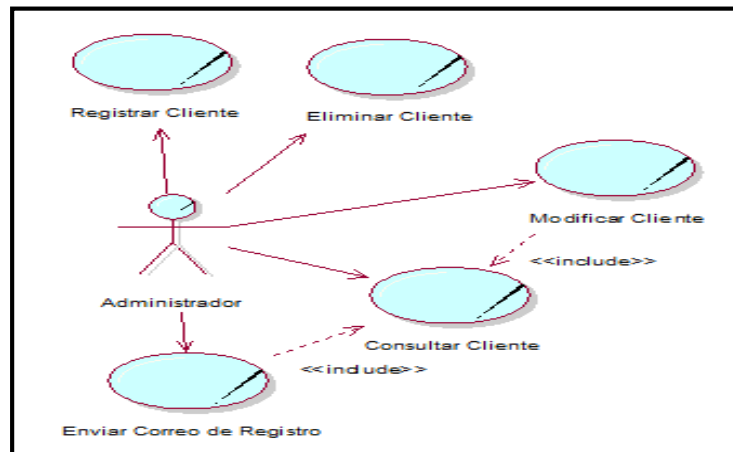 Registrar Cliente
Eliminar Cliente
Modificar Cliente
<<include>>
Administrador
Consultar Cliente
<<include>>
Enviar Correo de Registro